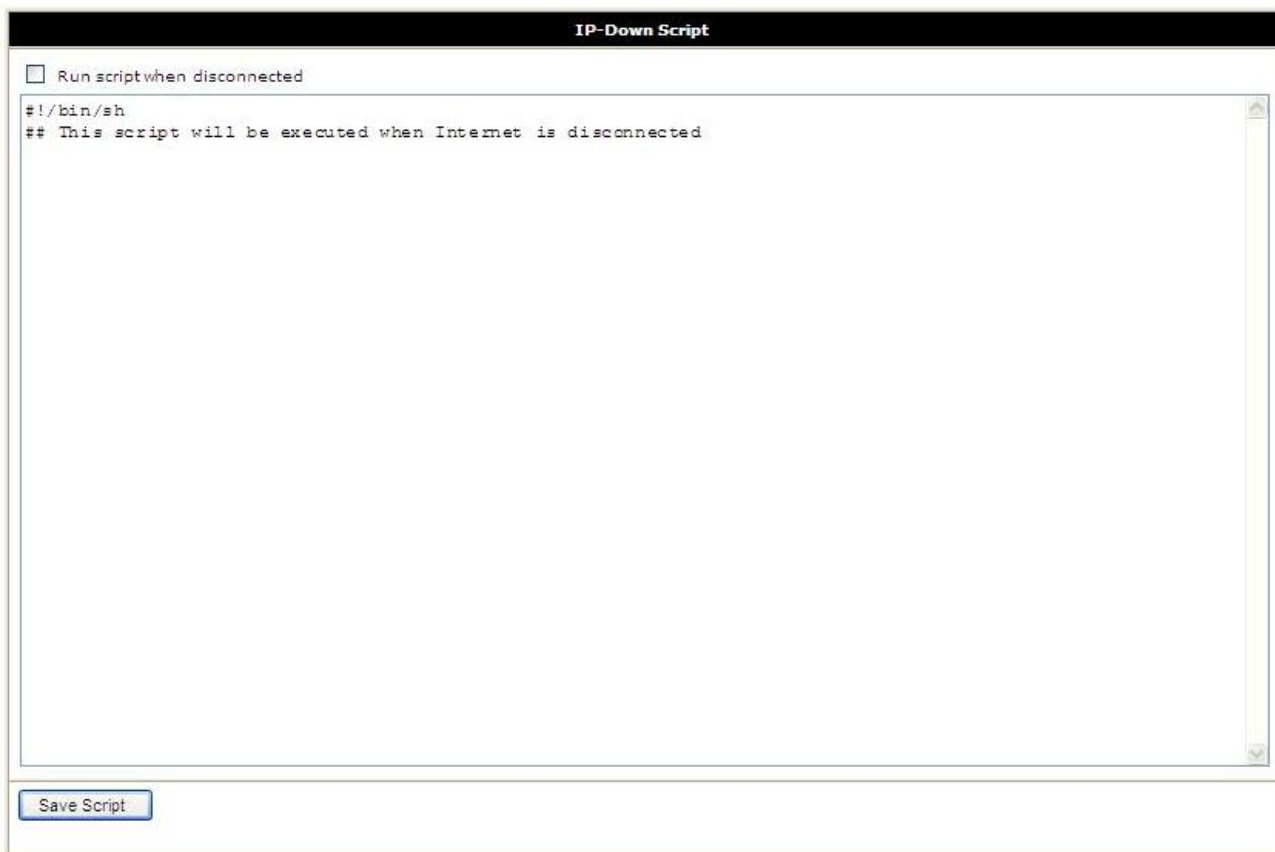 IP-Down Script
Run script when disconnected
#!/bin/sh
## This script will be executed when Internet is disconnected
Save Script